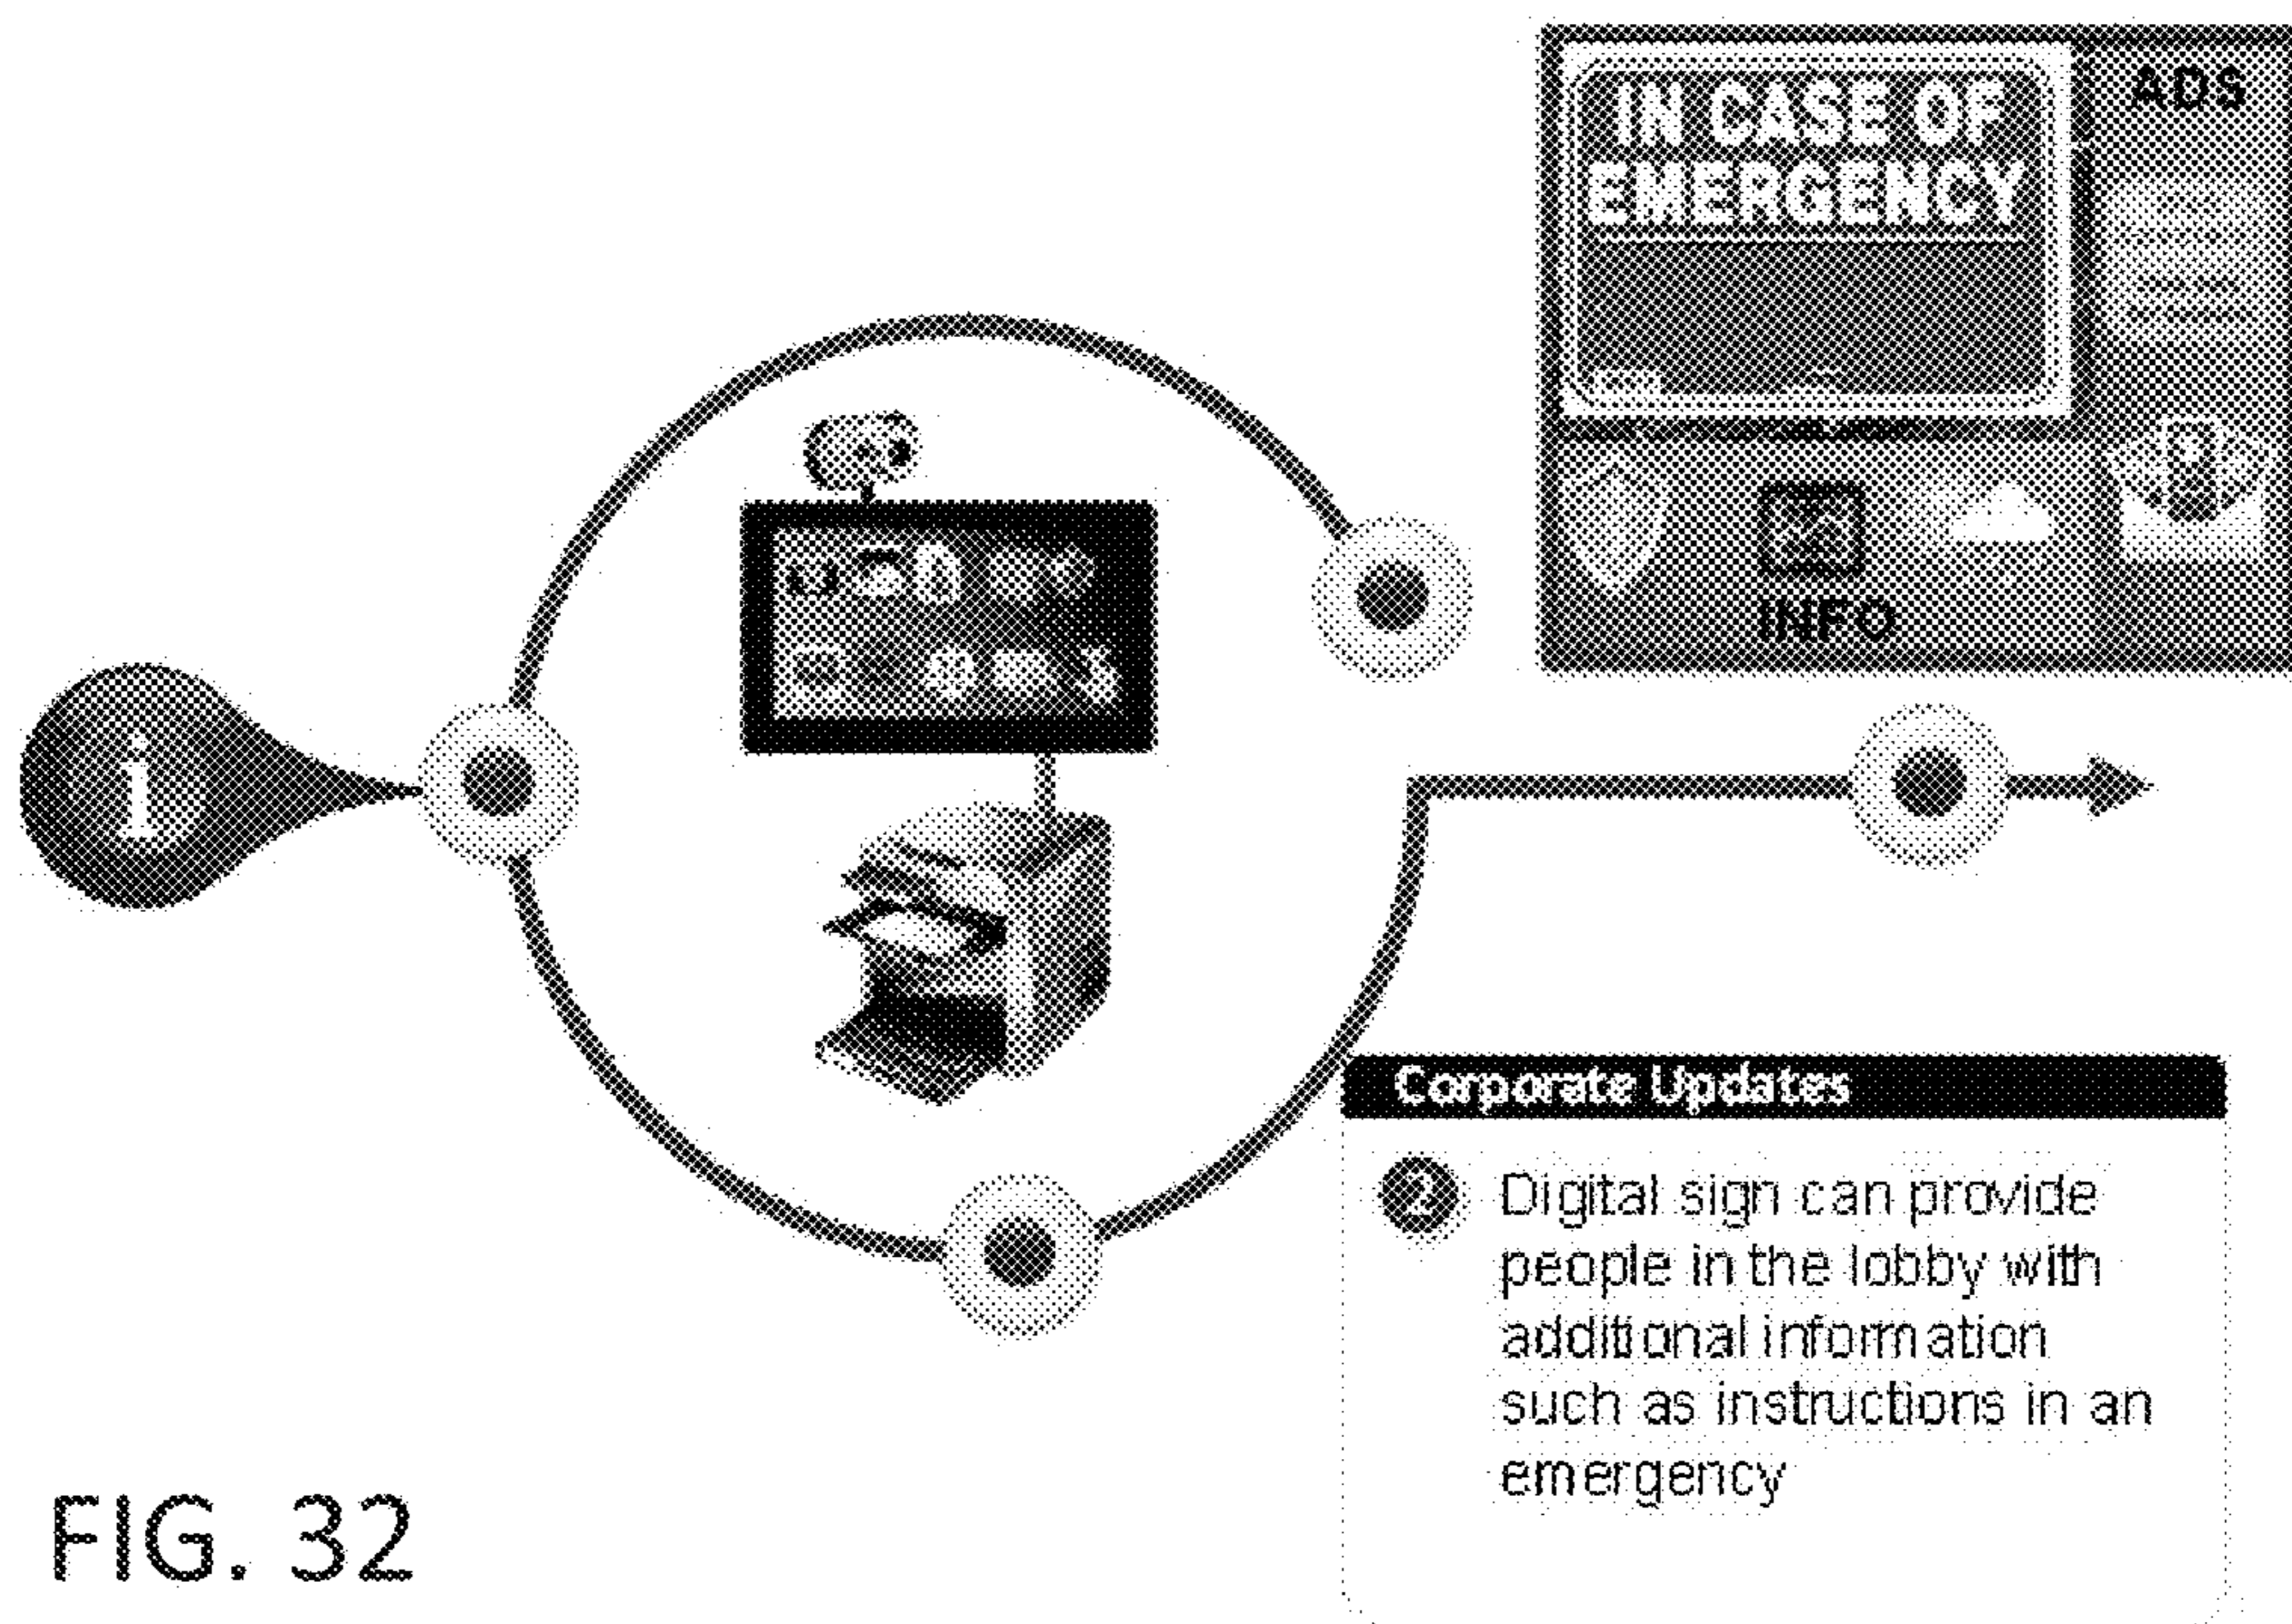 IN CASE OF
EMERGENCY
ADS
INFO
i
Corporate Updates
2 Digital sign can provide
people in the lobby with
additional information
such as instructions in an
emergency
FIG. 32